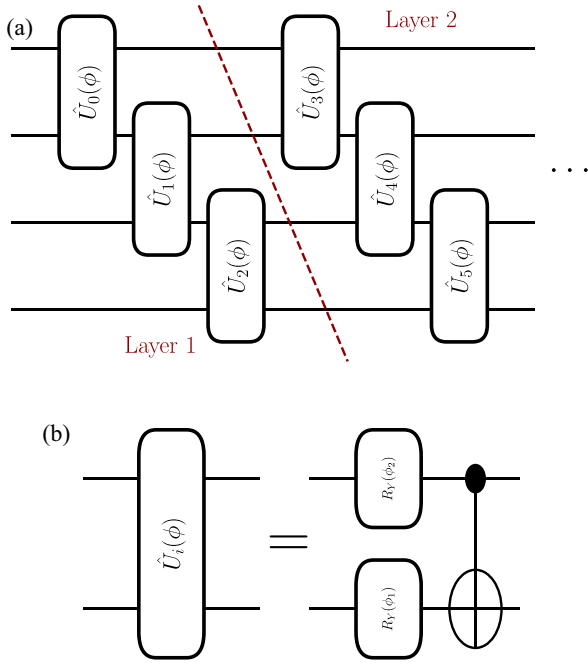 (a)
Layer 2
Û₀(ϕ)
Û₃(ϕ)
Û₁(ϕ)
Û₄(ϕ)
. . .
Û₂(ϕ)
Û₅(ϕ)
Layer 1
(b)
Ûᵢ(ϕ)
=
R_Y(ϕ₂)
R_Y(ϕ₁)